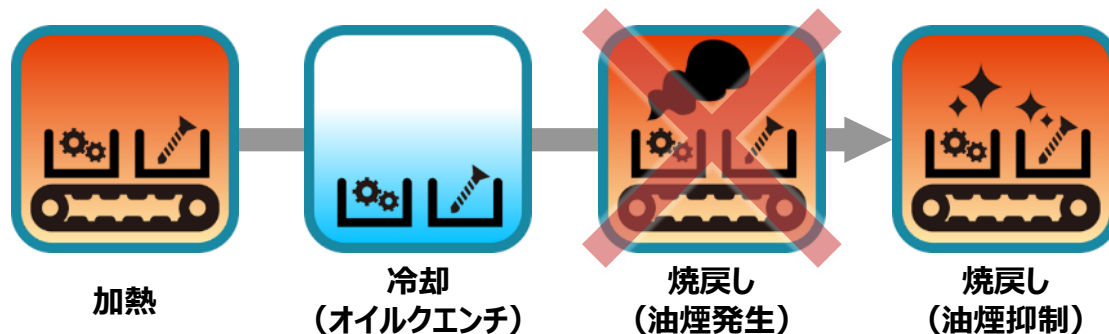 加熱
冷却
（オイルクエンチ）
焼戻し
（油煙発生）
焼戻し
（油煙抑制）